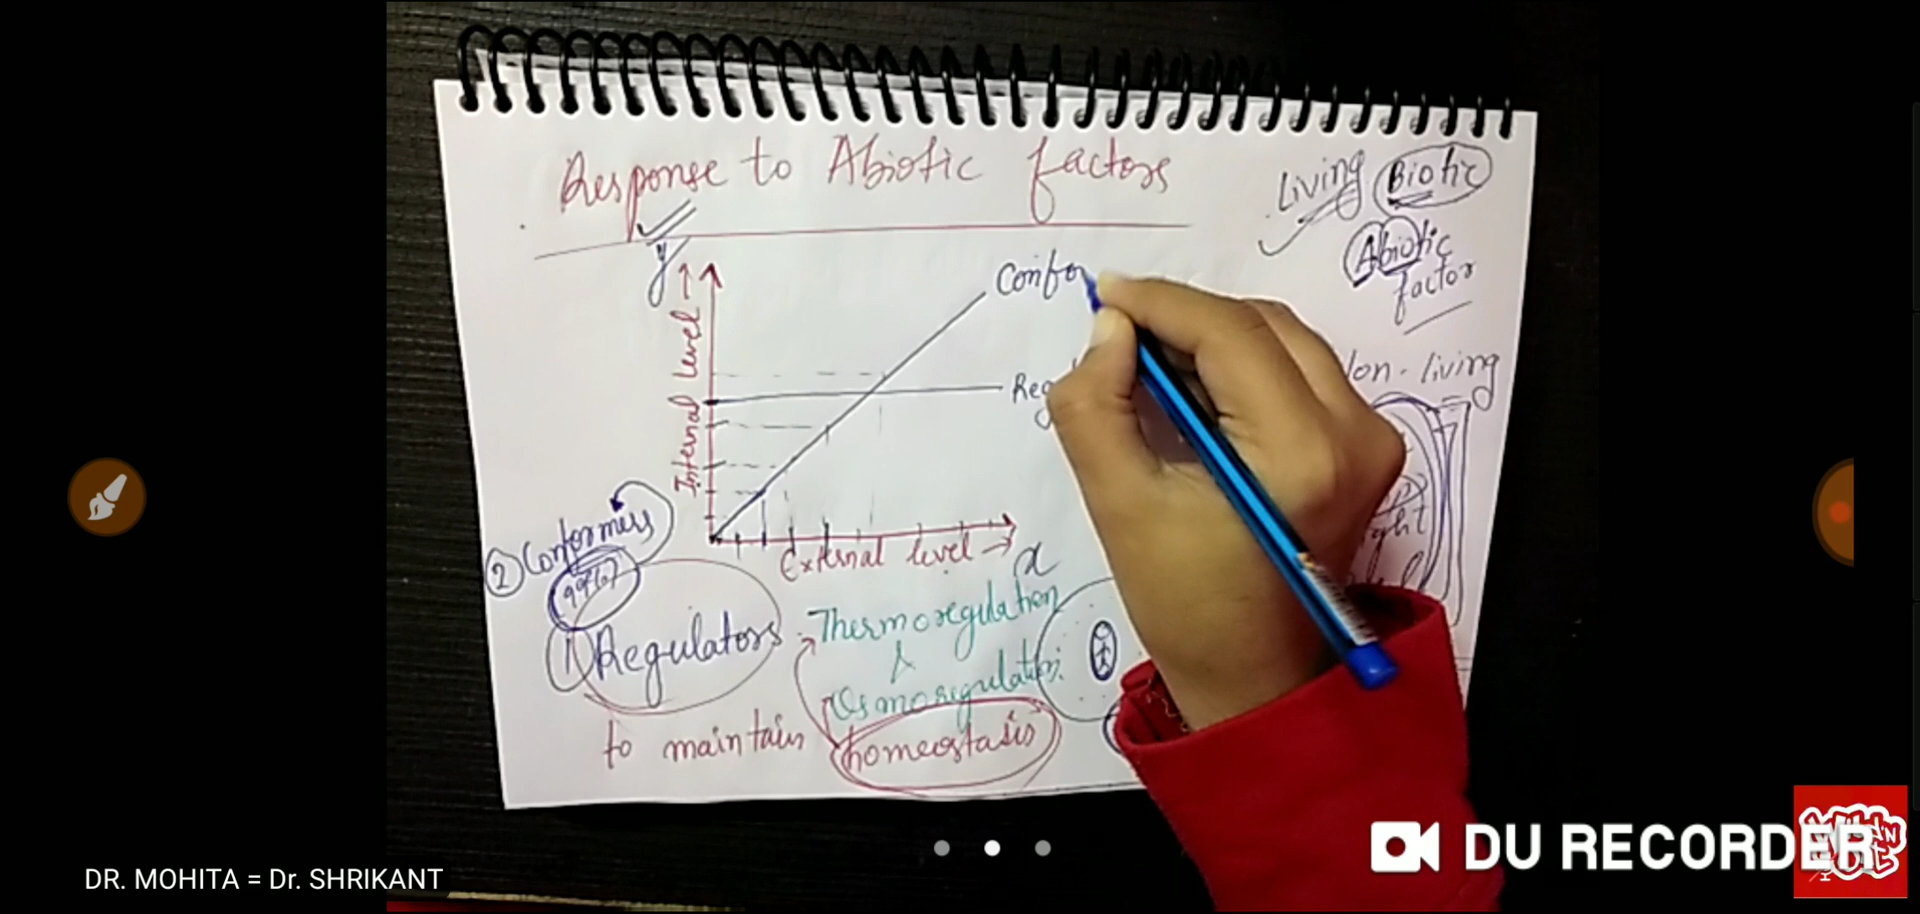 Response to Abiotic factors
Living Biotic
Abiotic
factor
y
Internal level →
Confor
Reg
living
② Conformers
99%
① Regulators
External level →
x
Thermoregulation
&
Osmoregulation
to maintain homeostasis
DU RECORDER
DR. MOHITA = Dr. SHRIKANT